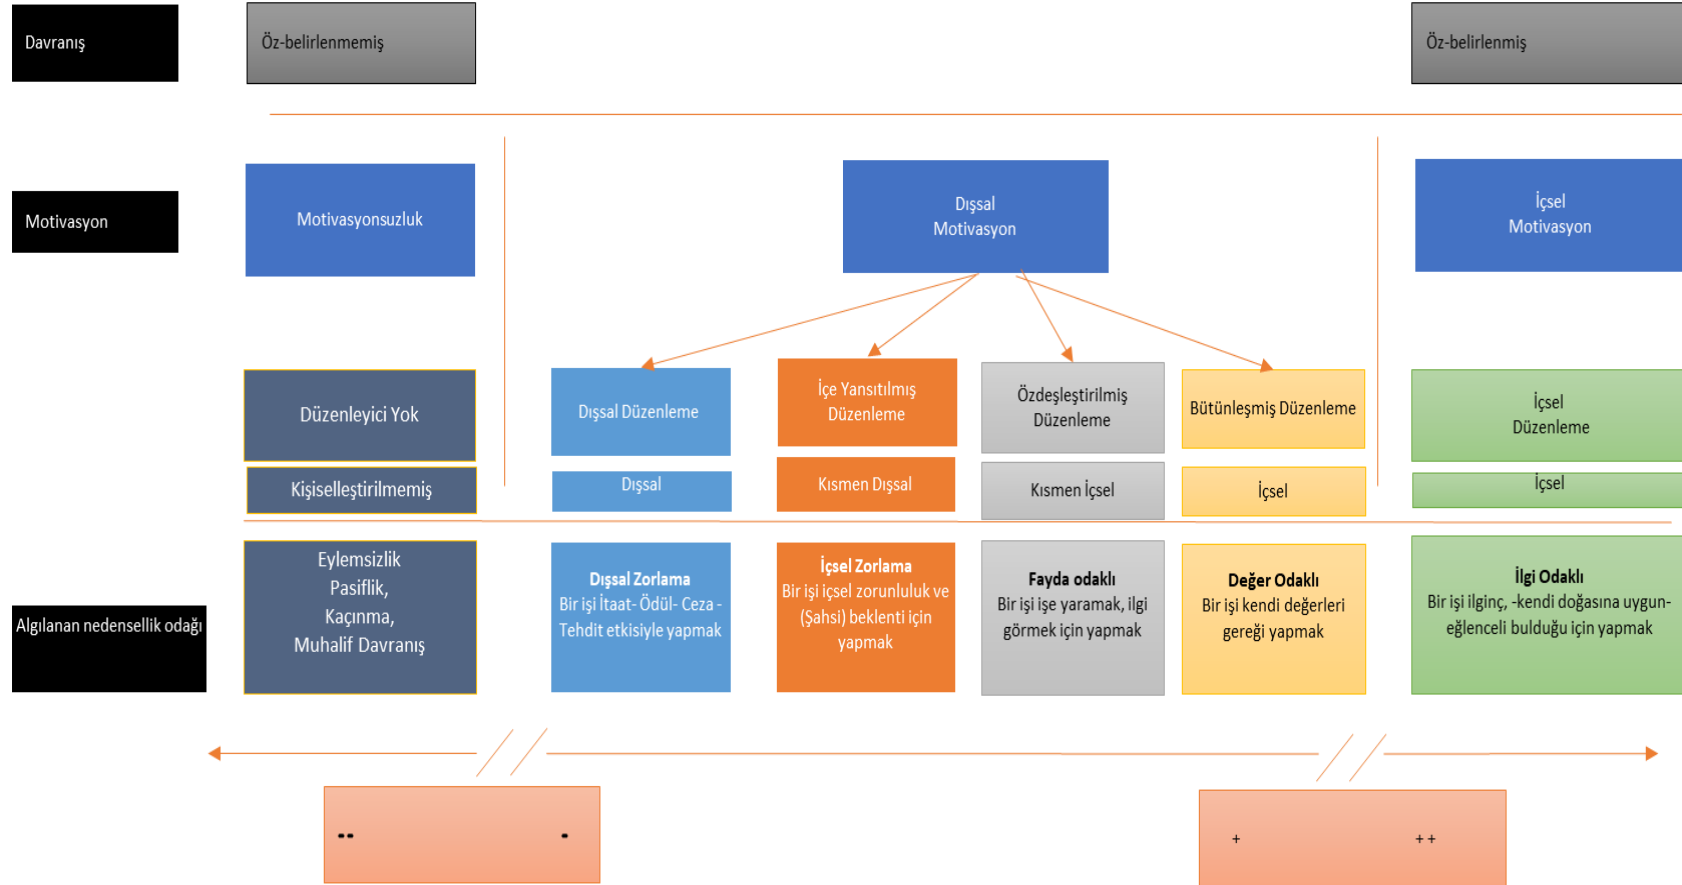 Davranış
Öz-belirlenmemiş
Öz-belirlenmiş
Motivasyon
Motivasyonsuzluk
Dışsal
Motivasyon
İçsel
Motivasyon
Düzenleyici Yok
Dışsal Düzenleme
İçe Yansıtılmış
Düzenleme
Özdeşleştirilmiş
Düzenleme
Bütünleşmiş Düzenleme
İçsel
Düzenleme
Kişiselleştirilmemiş
Dışsal
Kısmen Dışsal
Kısmen İçsel
İçsel
İçsel
Algılanan nedensellik odağı
Eylemsizlik
Pasiflik,
Kaçınma,
Muhalif Davranış
Dışsal Zorlama
Bir işi İtaat- Ödül- Ceza -
Tehdit etkisiyle yapmak
İçsel Zorlama
Bir işi içsel zorunluluk ve
(Şahsi) beklenti için
yapmak
Fayda odaklı
Bir işi işe yaramak, ilgi
görmek için yapmak
Değer Odaklı
Bir işi kendi değerleri
gereği yapmak
İlgi Odaklı
Bir işi ilginç, -kendi doğasına uygun-
eğlenceli bulduğu için yapmak
-- -
+ ++